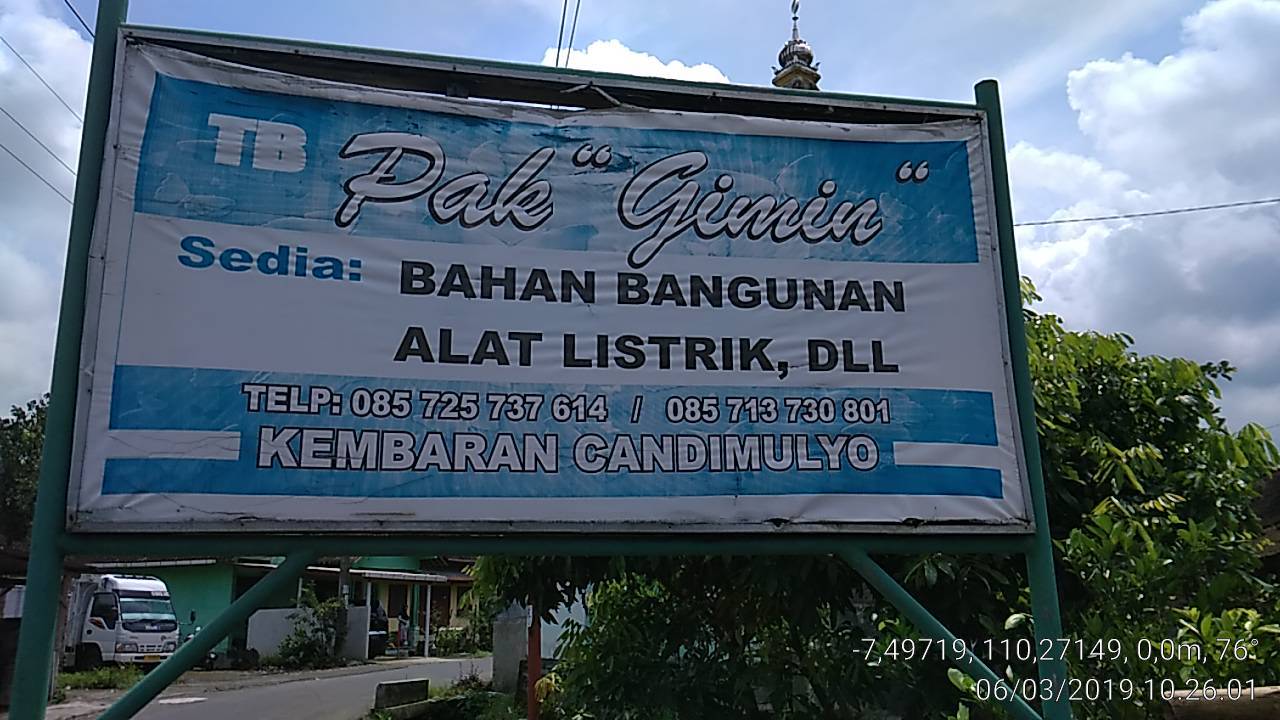 TB Pak “ Gimin “
Sedia: BAHAN BANGUNAN
ALAT LISTRIK, DLL
TELP: 085 725 737 614 / 085 713 730 801
KEMBARAN CANDIMULYO
-7,49719, 110,27149, 0,0m, 76°
06/03/2019 10.26.01